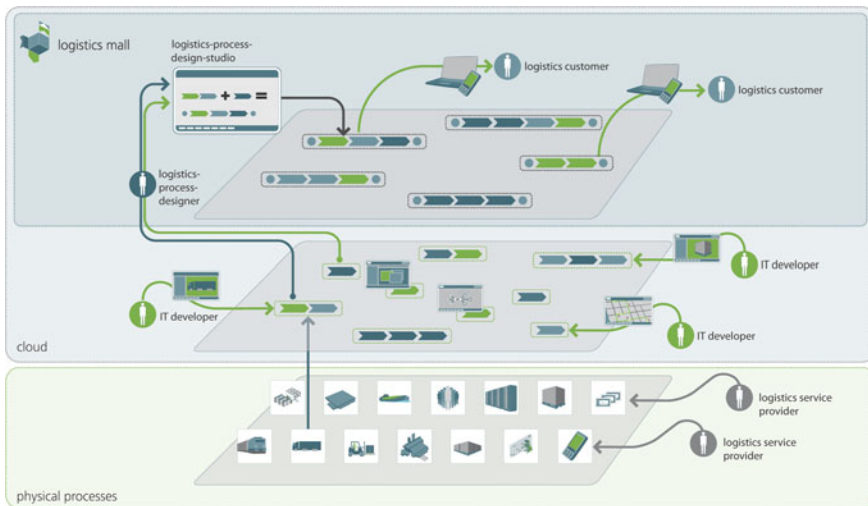 logistics mall
logistics-process-
design-studio
logistics customer
logistics customer
logistics-
process-
designer
IT developer
IT developer
IT developer
cloud
logistics service
provider
logistics service
provider
physical processes